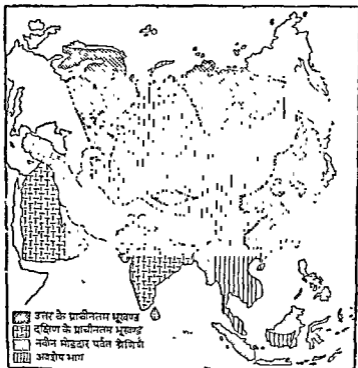 उत्तर के प्राचीनतम भूखण्ड
दक्षिण के प्राचीनतम भूखण्ड
नवीन मोड़दार पर्वत श्रेणियाँ
अवशेष भाग